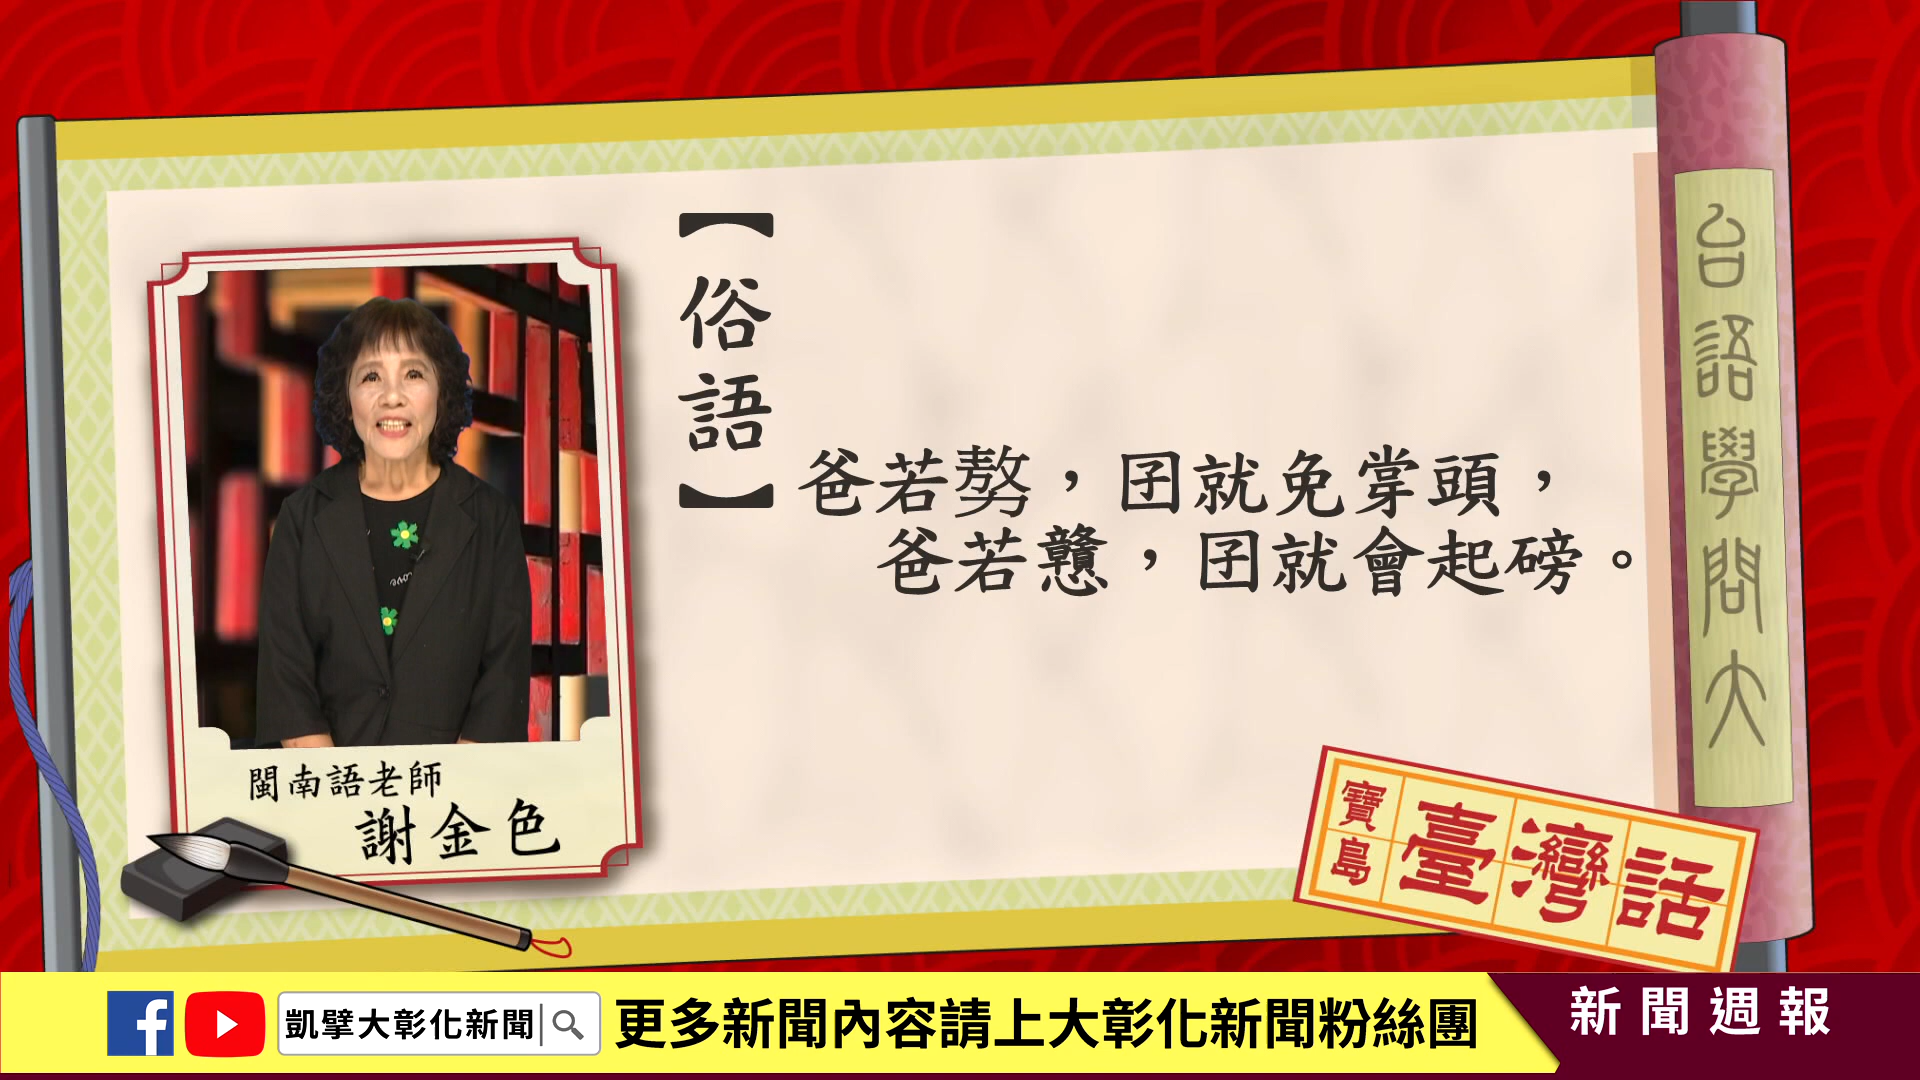 【俗語】
爸若𠢕，囝就免掌頭，
爸若戇，囝就會起磅。
閩南語老師
謝金色
台語學問大
寶島
臺灣話
凱擘大彰化新聞
更多新聞內容請上大彰化新聞粉絲團
新聞週報